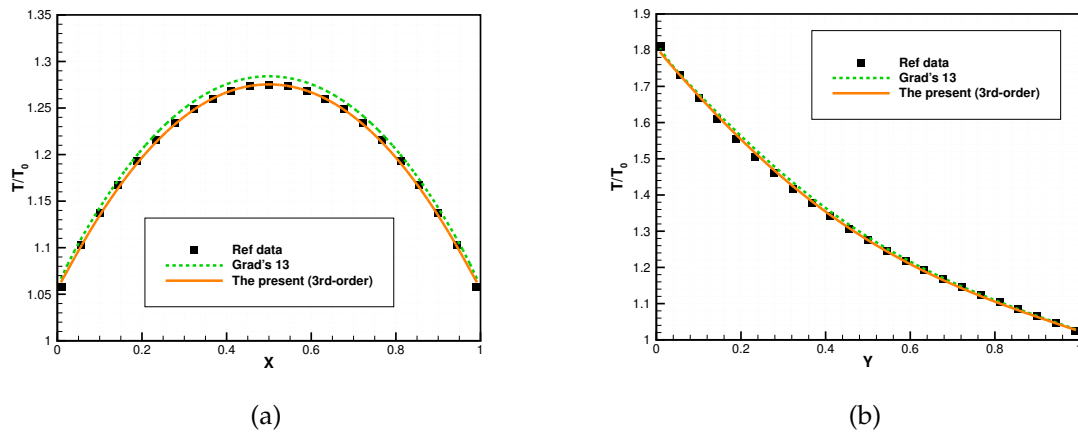 1.35
1.3
1.25
1.2
1.15
1.1
1.05
1
T/T0
0 0.2 0.4 0.6 0.8 1
X
Ref data
Grad's 13
The present (3rd-order)
(a)
1.9
1.8
1.7
1.6
1.5
1.4
1.3
1.2
1.1
1
T/T0
0 0.2 0.4 0.6 0.8 1
Y
Ref data
Grad's 13
The present (3rd-order)
(b)